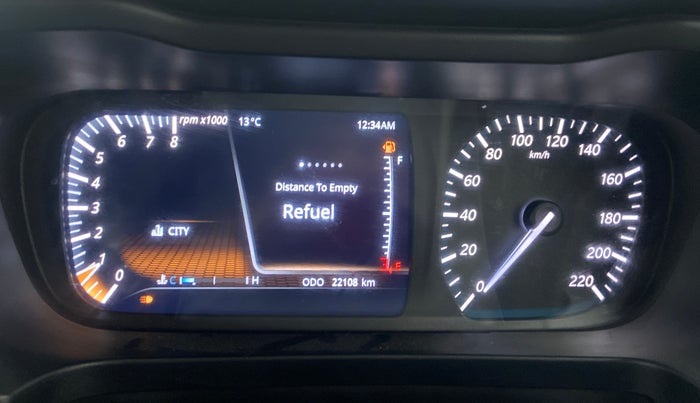 rpm x1000 13°C 12:34AM
8
7
6
5
4
3
2
1
0
F
Distance To Empty
Refuel
CITY
E
C H ODO 22108 km
0
20
40
60
80
100
120
140
160
180
200
220
km/h